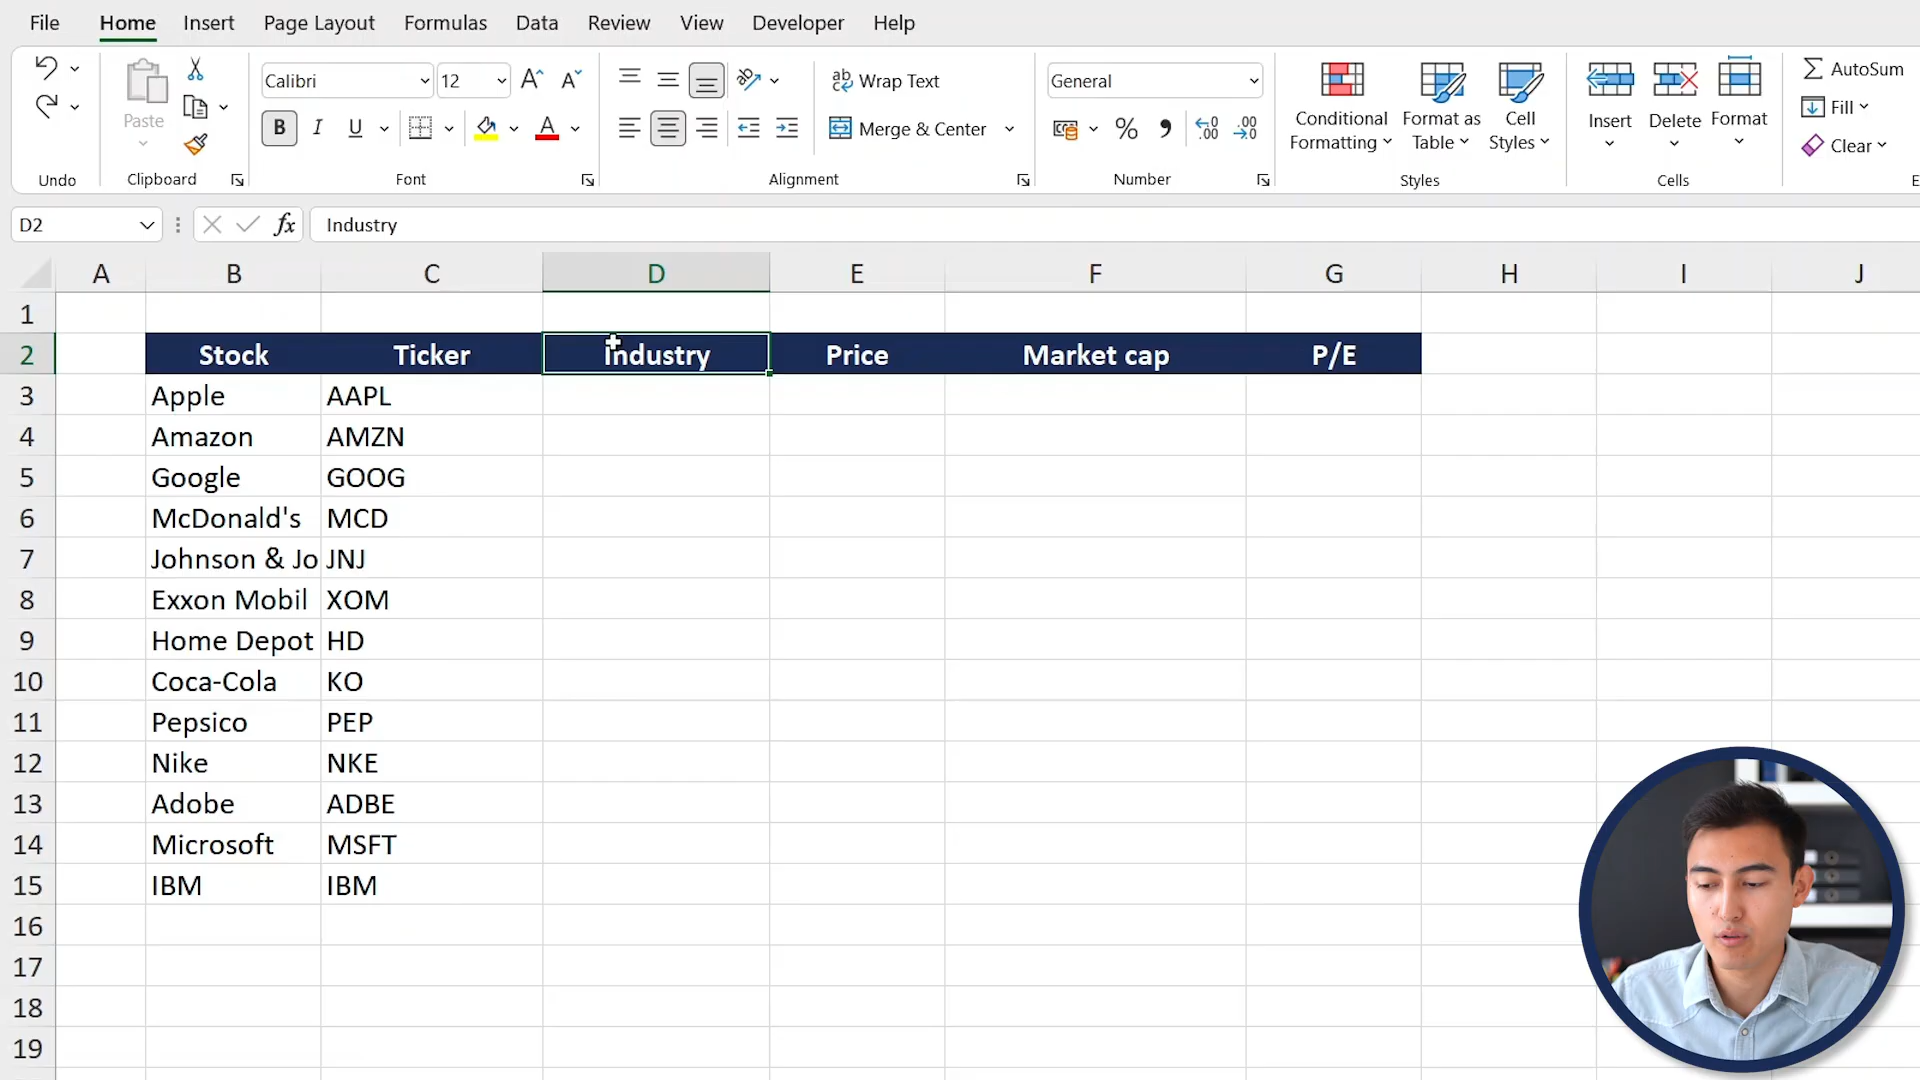 File Home Insert Page Layout Formulas Data Review View Developer Help
Calibri 12 ab Wrap Text General AutoSum
Paste B I U A Merge & Center % , Conditional Formatting Format as Table Cell Styles Insert Delete Format Fill
Clear
Undo Clipboard Font Alignment Number Styles Cells E
D2 fx Industry
A B C D E F G H I J
1
2 Stock Ticker Industry Price Market cap P/E
3 Apple AAPL
4 Amazon AMZN
5 Google GOOG
6 McDonald's MCD
7 Johnson & Jo JNJ
8 Exxon Mobil XOM
9 Home Depot HD
10 Coca-Cola KO
11 Pepsico PEP
12 Nike NKE
13 Adobe ADBE
14 Microsoft MSFT
15 IBM IBM
16
17
18
19